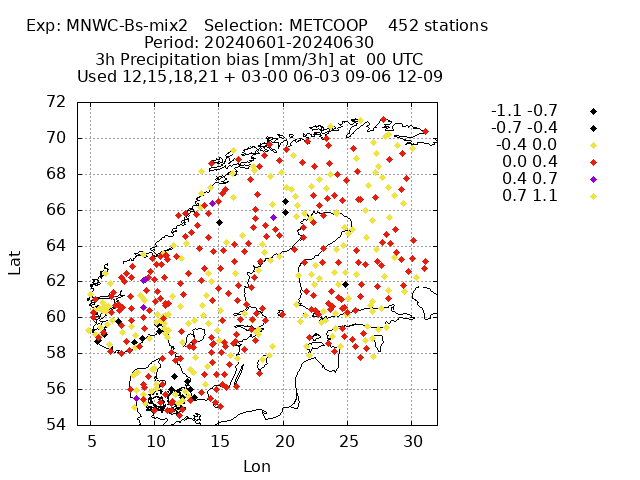 Exp: MNWC-Bs-mix2   Selection: METCOOP    452 stations
Period: 20240601-20240630
3h Precipitation bias [mm/3h] at  00 UTC
Used 12,15,18,21 + 03-00 06-03 09-06 12-09
72
70
68
66
64
62
60
58
56
54
Lat
5 10 15 20 25 30
Lon
-1.1 -0.7
-0.7 -0.4
-0.4 0.0
0.0 0.4
0.4 0.7
0.7 1.1